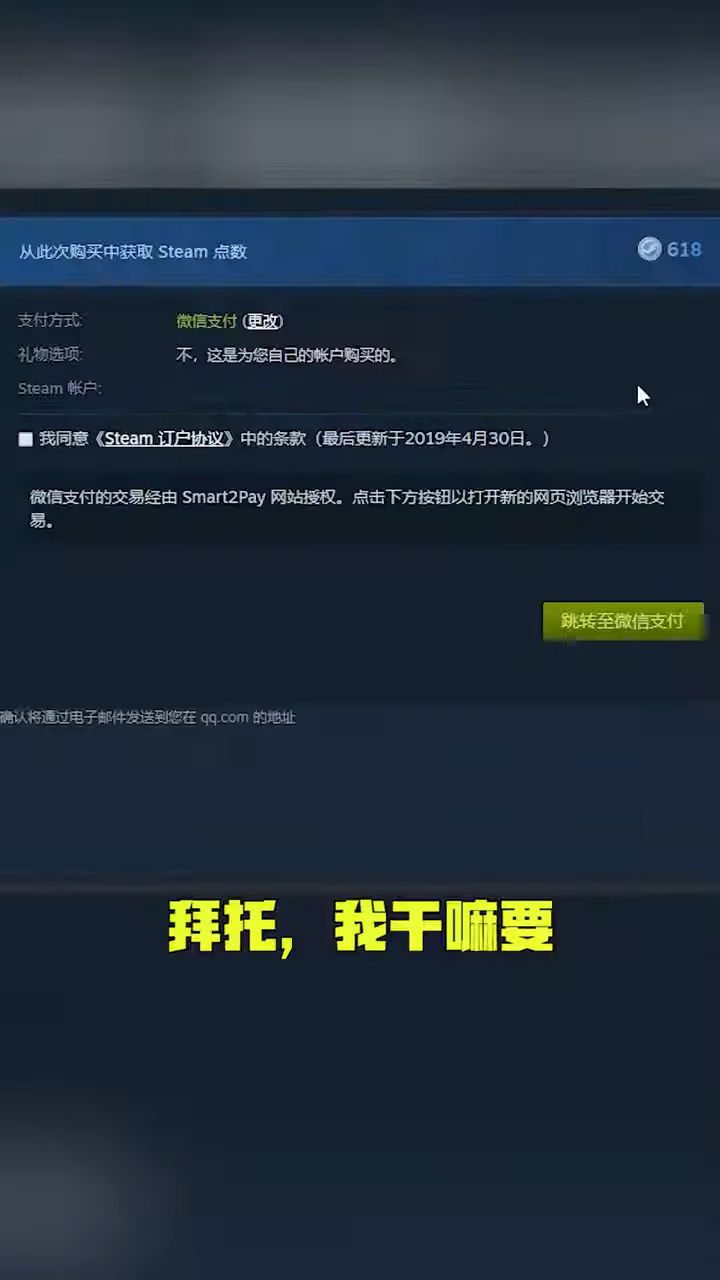 从此次购买中获取 Steam 点数 618
支付方式: 微信支付 (更改)
礼物选项: 不，这是为您自己的帐户购买的。
Steam 帐户:
我同意《Steam 订户协议》中的条款（最后更新于2019年4月30日。）
微信支付的交易经由 Smart2Pay 网站授权。点击下方按钮以打开新的网页浏览器开始交
易。
跳转至微信支付
确认将通过电子邮件发送到您在 qq.com 的地址
拜托，我干嘛要